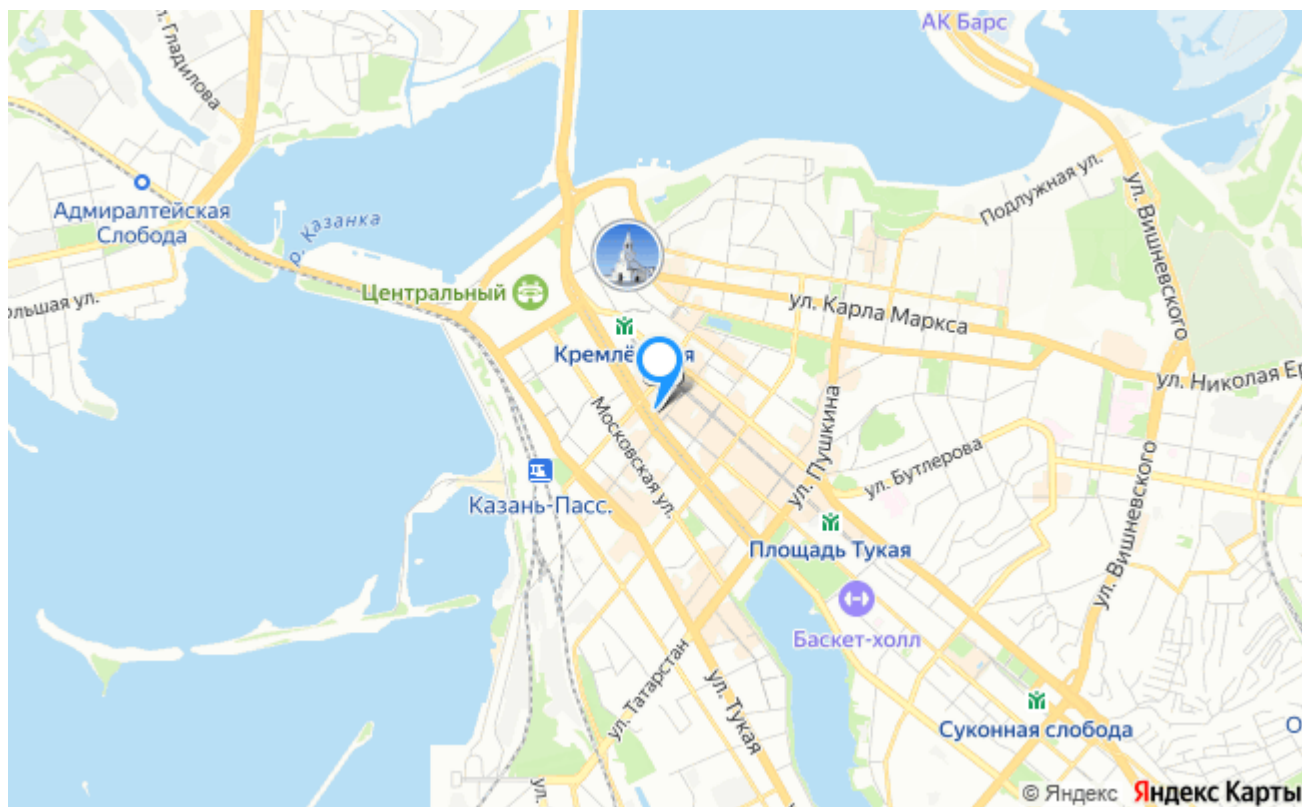 АК Барс
л. Гладилова
Подлужная ул.
ул. Вишневского
Адмиралтейская
Слобода
р. Казанка
Центральный
ольшая ул.
ул. Карла Маркса
Кремлё
я
ул. Николая Ер
Московская ул.
ул. Пушкина
ул. Бутлерова
Казань-Пасс.
Площадь Тукая
ул. Вишневского
Баскет-холл
ул. Татарстан
ул. Тукая
Суконная слобода
О
ул.
© Яндекс Яндекс Карты